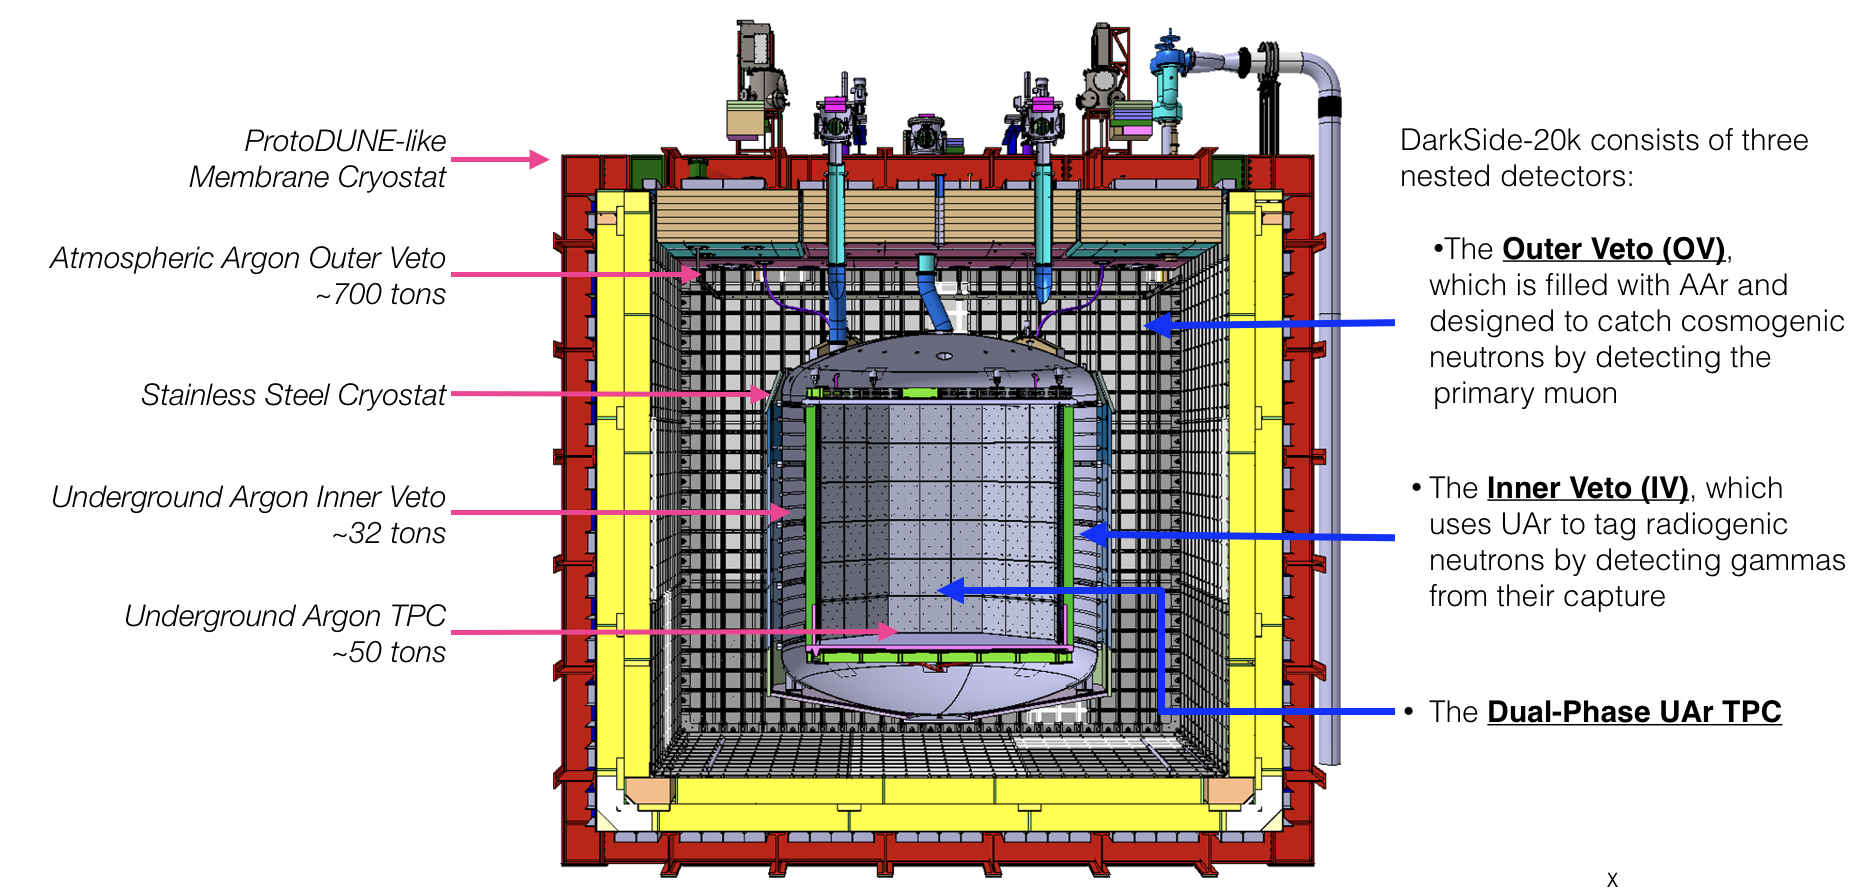 ProtoDUNE-like
Membrane Cryostat
Atmospheric Argon Outer Veto
~700 tons
Stainless Steel Cryostat
Underground Argon Inner Veto
~32 tons
Underground Argon TPC
~50 tons
DarkSide-20k consists of three
nested detectors:
•The Outer Veto (OV),
which is filled with AAr and
designed to catch cosmogenic
neutrons by detecting the
primary muon
• The Inner Veto (IV), which
uses UAr to tag radiogenic
neutrons by detecting gammas
from their capture
• The Dual-Phase UAr TPC
x